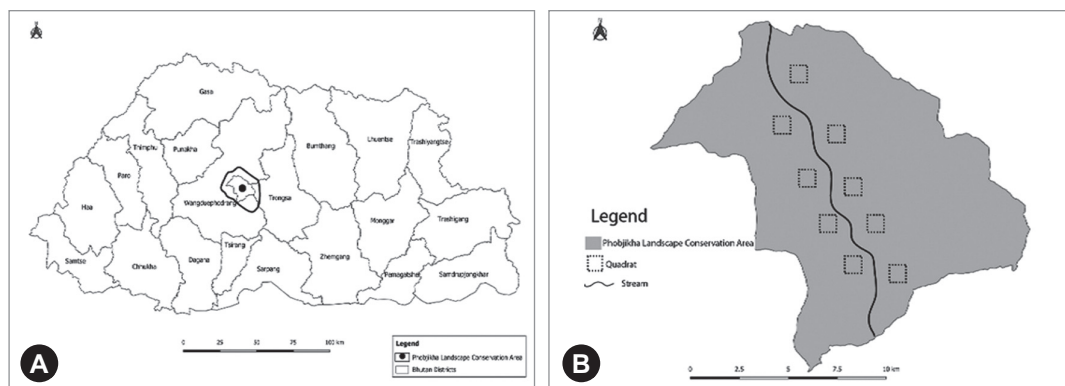 Gasa
Lhuentse
Trashiyangtse
Bumthang
Thimphu
Punakha
Paro
Haa
Wangduephodrang
Trongsa
Monggar
Trashigang
Tsirang
Zhemgang
Samtse
Chhukha
Dagana
Sarpang
Pemagatshel
Samdrupjongkhar
0 25 50 75 100 km
Legend
Phobjikha Landscape Conservation Area
Bhutan Districts
A
Legend
Phobjikha Landscape Conservation Area
Quadrat
Stream
0 2.5 5 7.5 10 km
B